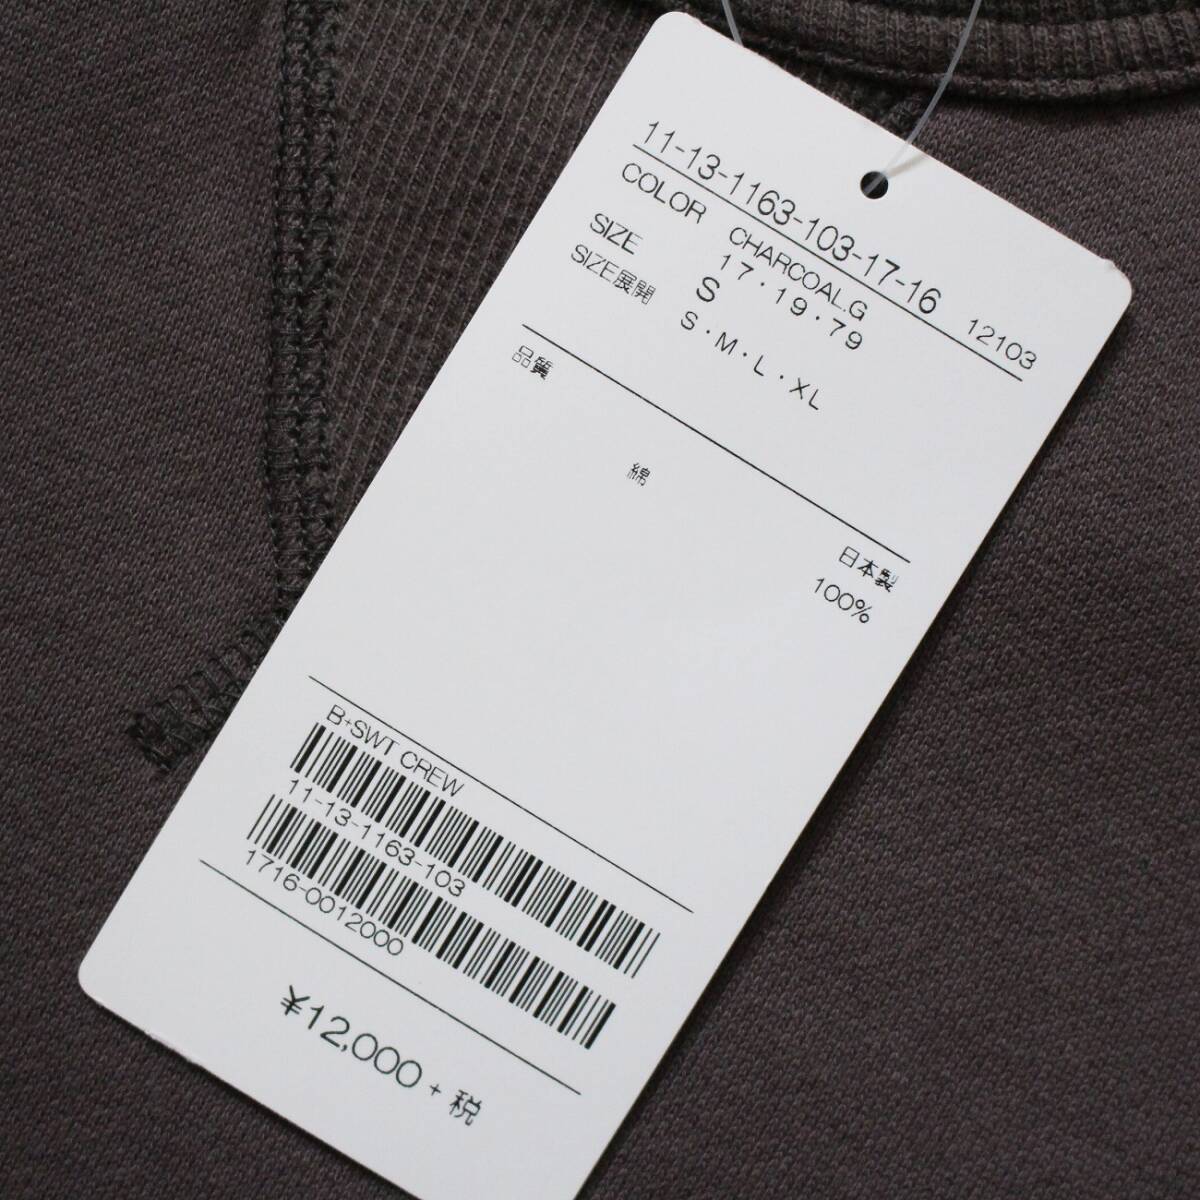 11-13-1163-103-17-16 12103
COLOR CHARCOAL.G
17・19・79
SIZE S
SIZE展開 S・M・L・XL
品質
日本製
綿 100%
B+SWT CREW
11-13-1163-103
1716-0012000
¥12,000 + 税